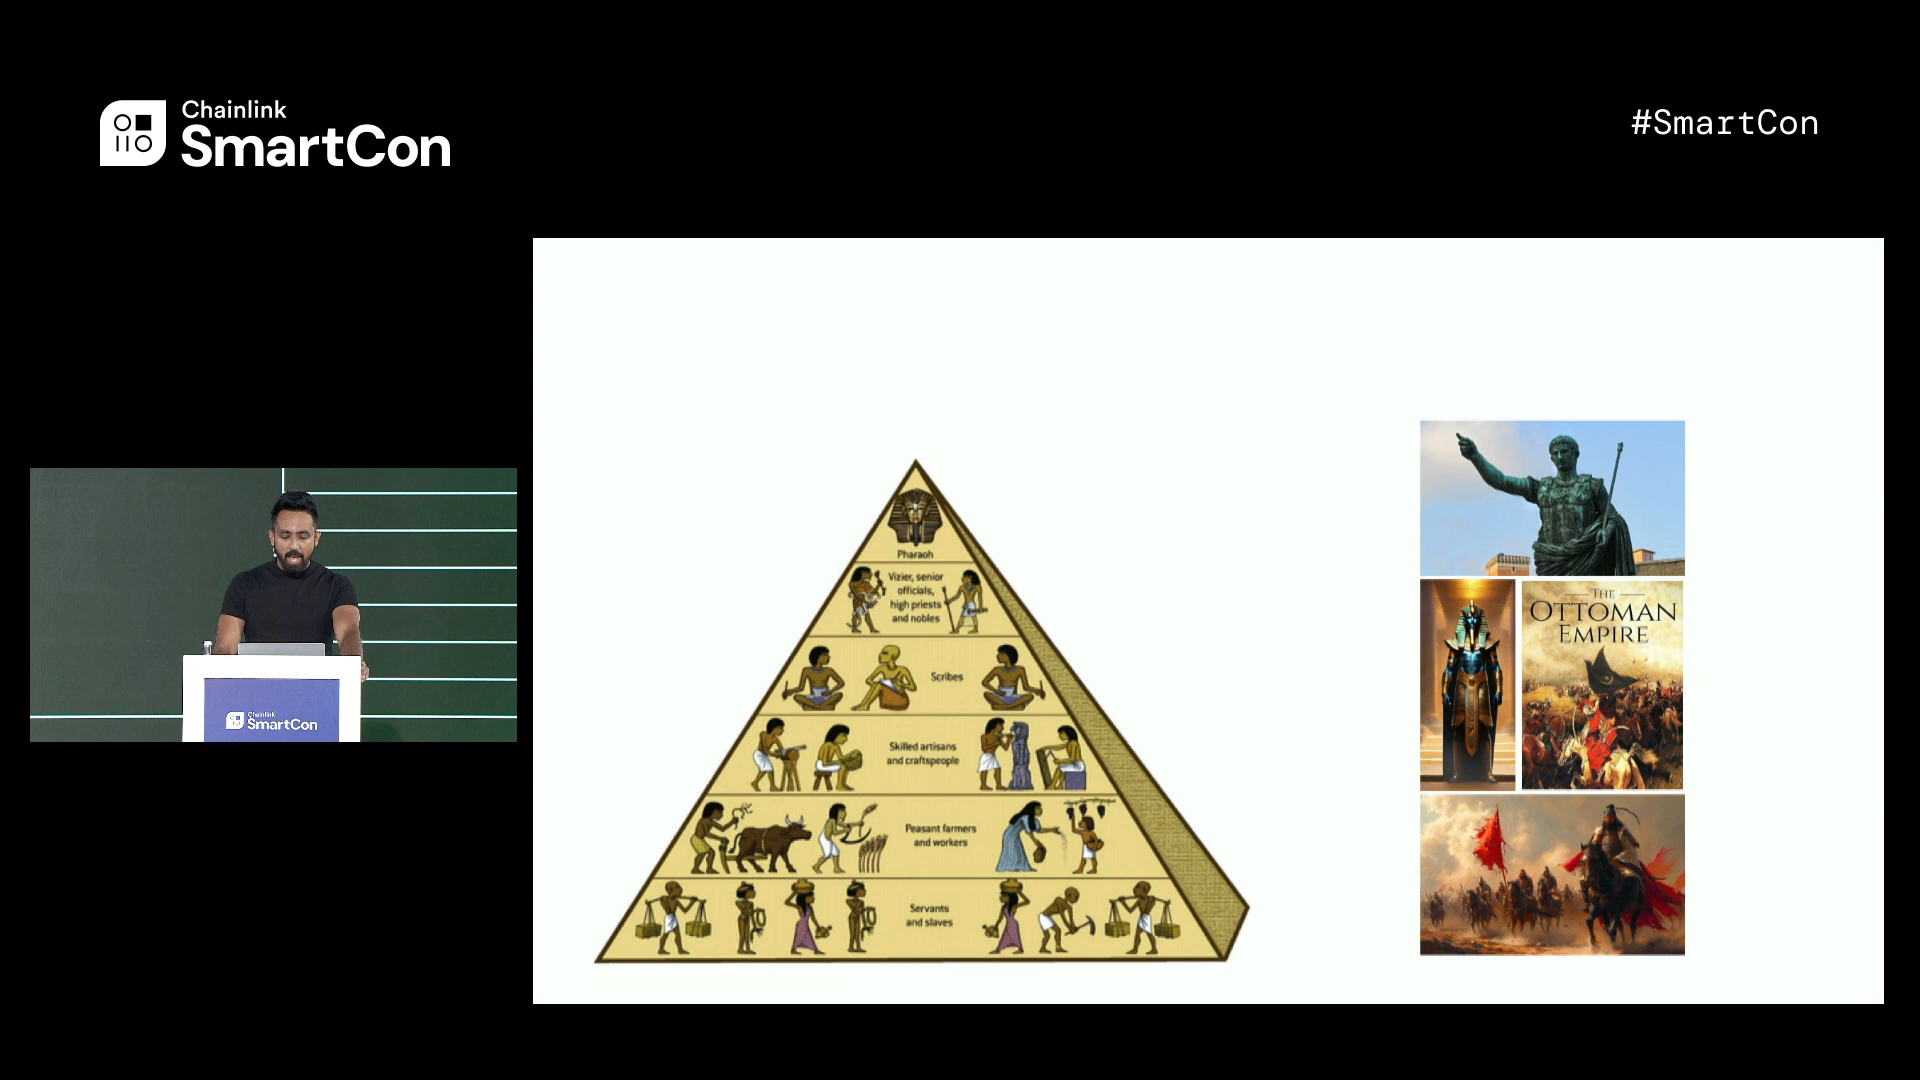 Chainlink
SmartCon
#SmartCon
Pharaoh
Vizier, senior
officials,
high priests
and nobles
Scribes
Skilled artisans
and craftspeople
Peasant farmers
and workers
Servants
and slaves
THE
OTTOMAN
EMPIRE
Chainlink
SmartCon